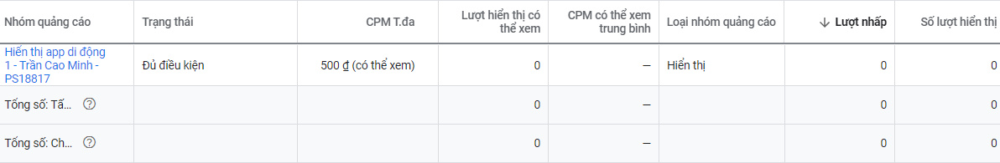 Nhóm quảng cáo Trạng thái CPM T.đa Lượt hiển thị có thể xem CPM có thể xem trung bình Loại nhóm quảng cáo ↓ Lượt nhấp Số lượt hiển thị
Hiển thị app di động
1 - Trần Cao Minh -
PS18817
Đủ điều kiện 500 ₫ (có thể xem) 0 — Hiển thị 0 0
Tổng số: Tấ... ? 0 — 0 0
Tổng số: Ch... ? 0 — 0 0